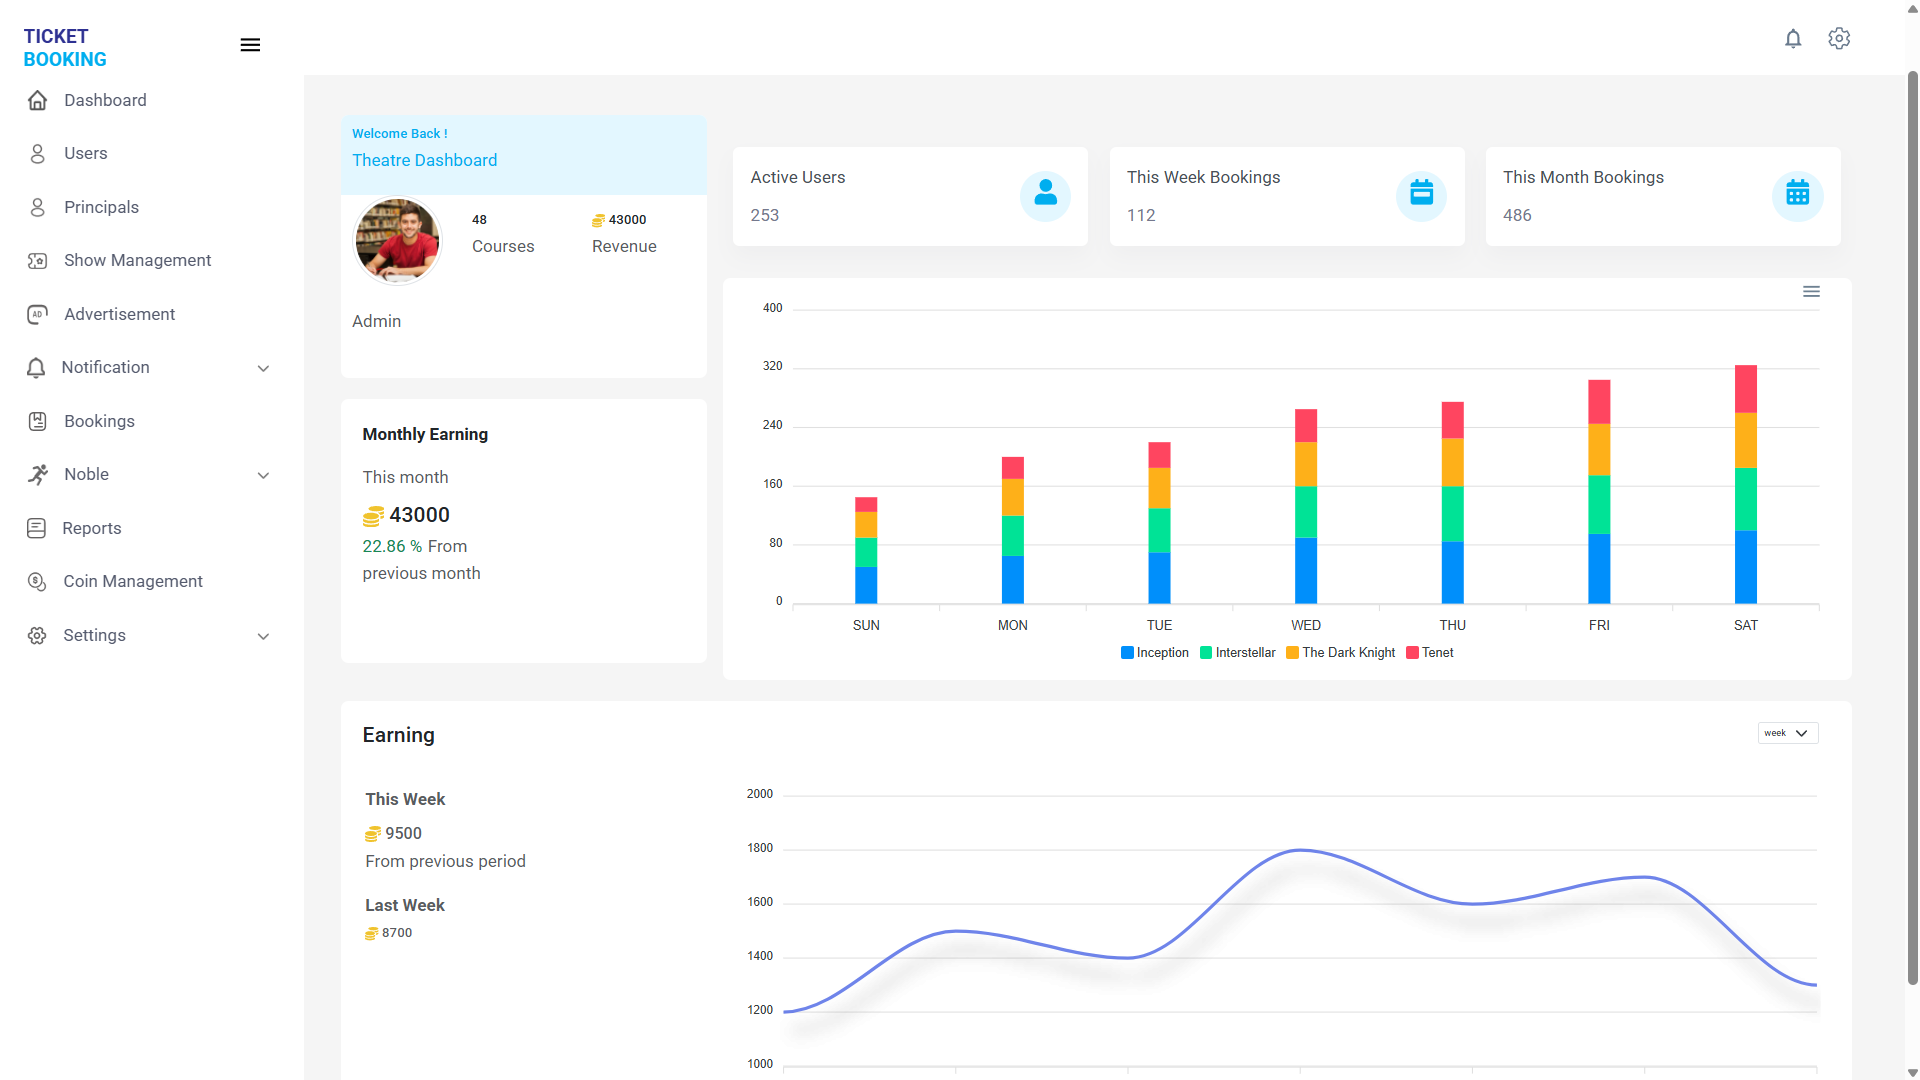 TICKET
BOOKING
Dashboard
Users
Principals
Show Management
AD
Advertisement
Notification
Bookings
Noble
Reports
Coin Management
Settings
Welcome Back !
Theatre Dashboard
48
Courses
43000
Revenue
Admin
Active Users
253
This Week Bookings
112
This Month Bookings
486
Monthly Earning
This month
43000
22.86 % From
previous month
400
320
240
160
80
0
SUN MON TUE WED THU FRI SAT
Inception Interstellar The Dark Knight Tenet
Earning
week
This Week
9500
From previous period
Last Week
8700
2000
1800
1600
1400
1200
1000